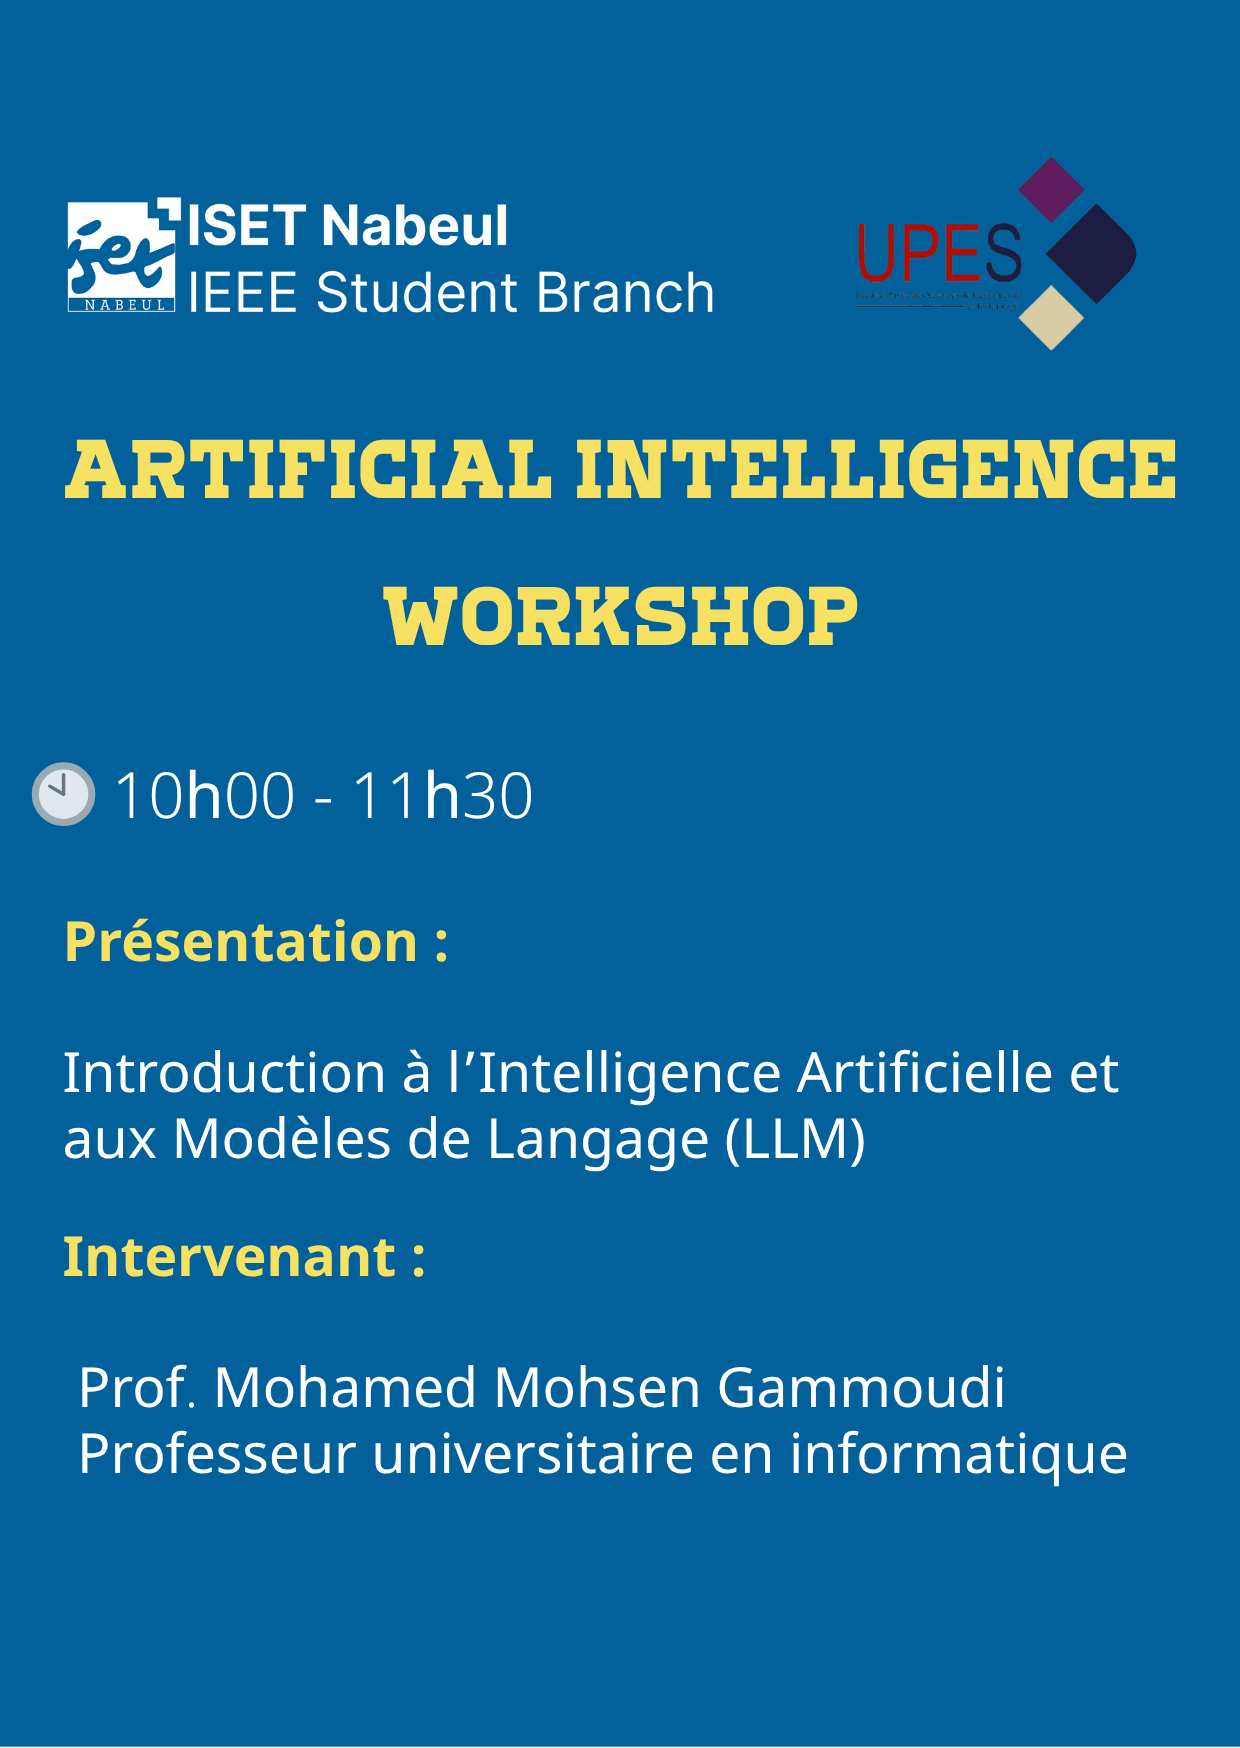 iset
NABEUL
ISET Nabeul
IEEE Student Branch
UPES
ARTIFICIAL INTELLIGENCE
WORKSHOP
10h00 - 11h30
Présentation :
Introduction à l’Intelligence Artificielle et
aux Modèles de Langage (LLM)
Intervenant :
Prof. Mohamed Mohsen Gammoudi
Professeur universitaire en informatique